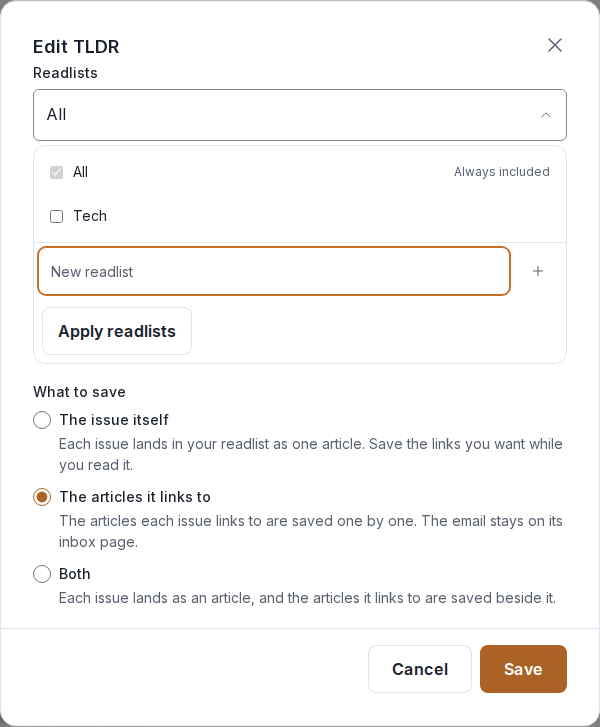 Edit TLDR
Readlists
All
All
Always included
Tech
New readlist
Apply readlists
What to save
The issue itself
Each issue lands in your readlist as one article. Save the links you want while
you read it.
The articles it links to
The articles each issue links to are saved one by one. The email stays on its
inbox page.
Both
Each issue lands as an article, and the articles it links to are saved beside it.
Cancel
Save